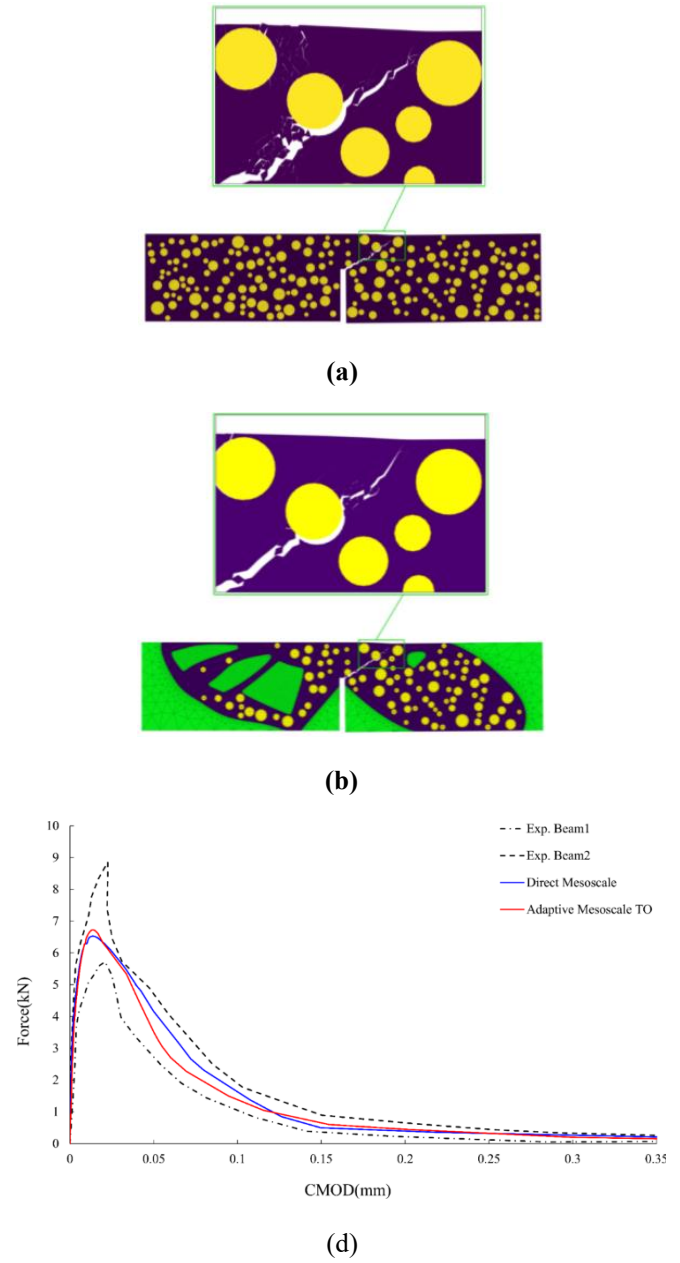 (a)
(b)
10
9
8
7
6
5
4
3
2
1
0
Force(kN)
Exp. Beam1
Exp. Beam2
Direct Mesoscale
Adaptive Mesoscale TO
0 0.05 0.1 0.15 0.2 0.25 0.3 0.35
CMOD(mm)
(d)